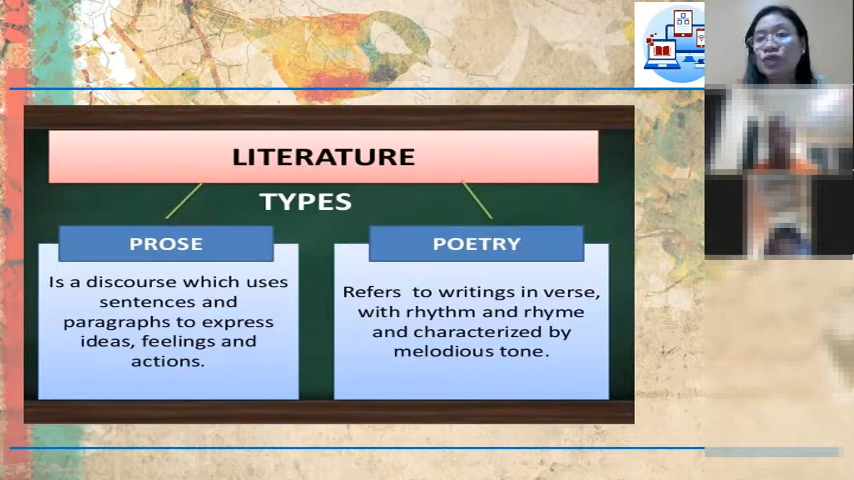 LITERATURE
TYPES
PROSE
Is a discourse which uses
sentences and
paragraphs to express
ideas, feelings and
actions.
POETRY
Refers to writings in verse,
with rhythm and rhyme
and characterized by
melodious tone.